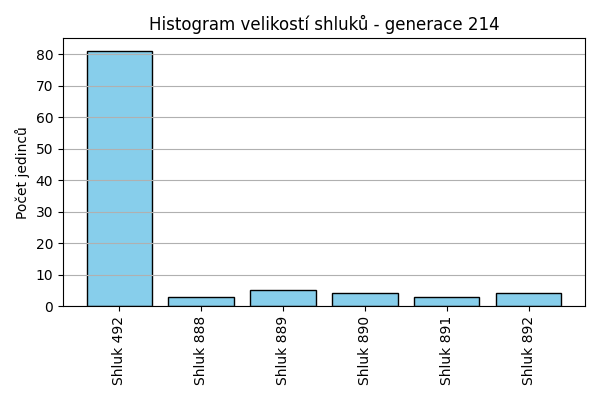 Histogram velikostí shluků - generace 214
Počet jedinců
80
70
60
50
40
30
20
10
0
Shluk 492
Shluk 888
Shluk 889
Shluk 890
Shluk 891
Shluk 892